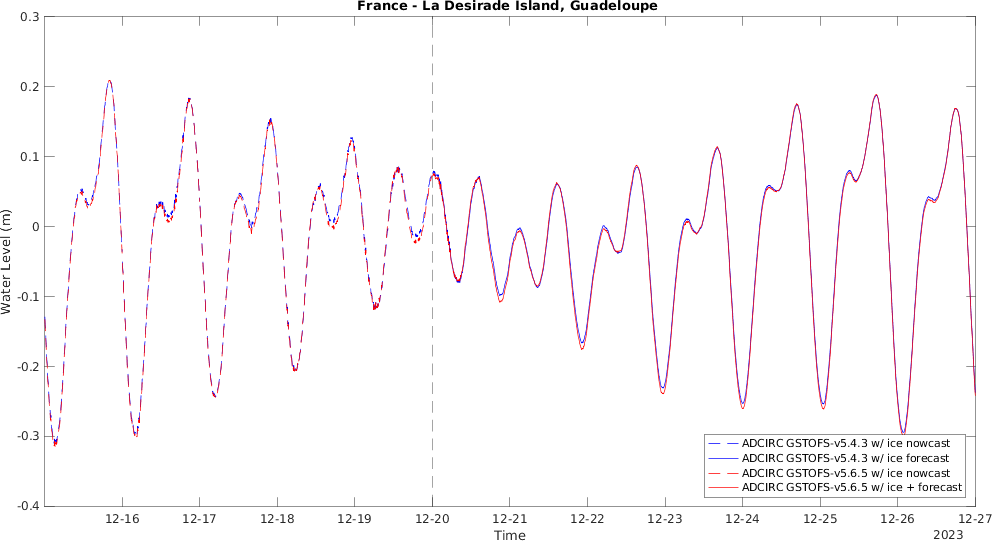 France - La Desirade Island, Guadeloupe
0.3
0.2
0.1
0
-0.1
-0.2
-0.3
-0.4
Water Level (m)
ADCIRC GSTOFS-v5.4.3 w/ ice nowcast
ADCIRC GSTOFS-v5.4.3 w/ ice forecast
ADCIRC GSTOFS-v5.6.5 w/ ice nowcast
ADCIRC GSTOFS-v5.6.5 w/ ice + forecast
12-16 12-17 12-18 12-19 12-20 12-21 12-22 12-23 12-24 12-25 12-26 12-27
Time
2023